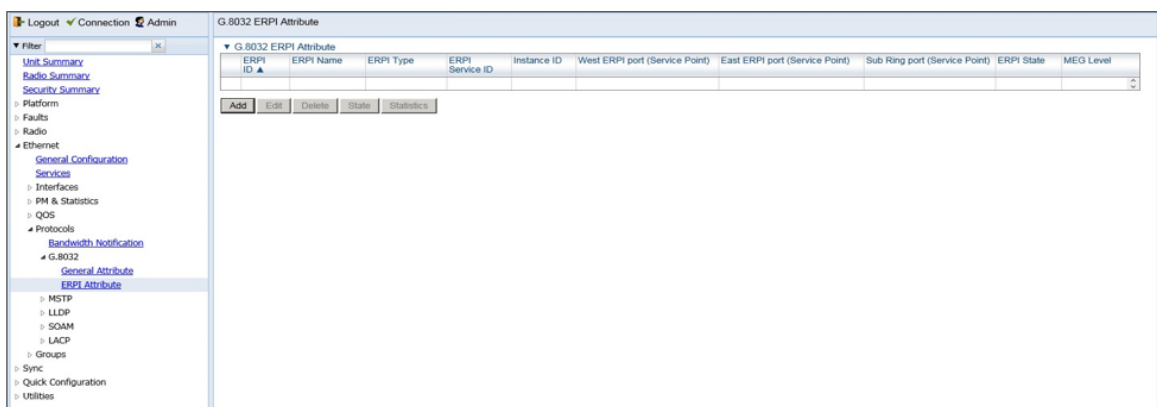 Logout Connection Admin
G.8032 ERPI Attribute
Filter
Unit Summary
Radio Summary
Security Summary
Platform
Faults
Radio
Ethernet
General Configuration
Services
Interfaces
PM & Statistics
QOS
Protocols
Bandwidth Notification
G.8032
General Attribute
ERPI Attribute
MSTP
LLDP
SOAM
LACP
Groups
Sync
Quick Configuration
Utilities
G.8032 ERPI Attribute
ERPI ID ▲ ERPI Name ERPI Type ERPI Service ID Instance ID West ERPI port (Service Point) East ERPI port (Service Point) Sub Ring port (Service Point) ERPI State MEG Level
Add Edit Delete State Statistics